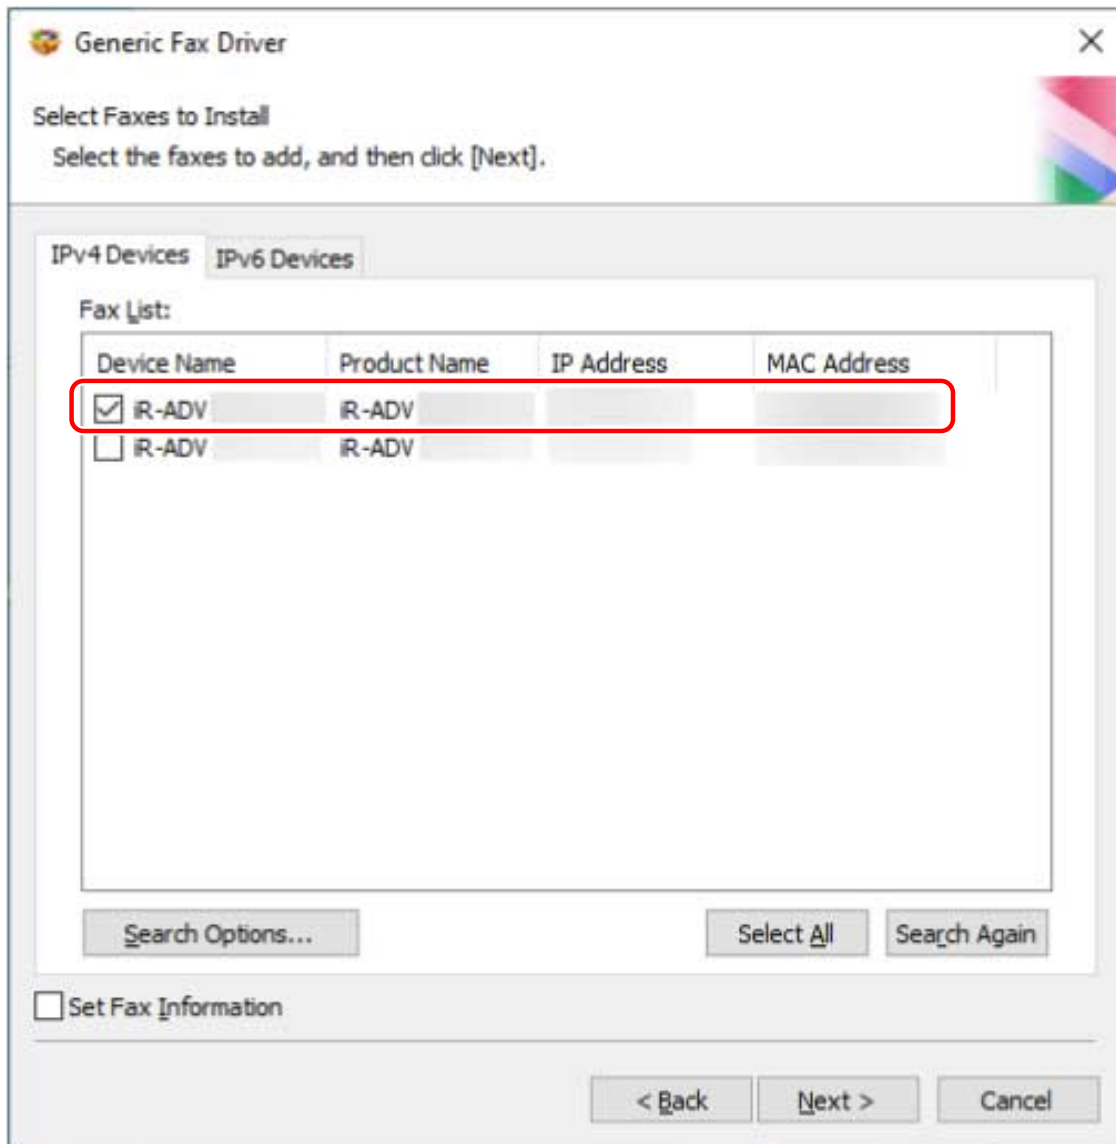 Generic Fax Driver
Select Faxes to Install
Select the faxes to add, and then click [Next].
IPv4 Devices IPv6 Devices
Fax List:
Device Name Product Name IP Address MAC Address
iR-ADV iR-ADV
iR-ADV iR-ADV
Search Options... Select All Search Again
Set Fax Information
< Back Next > Cancel